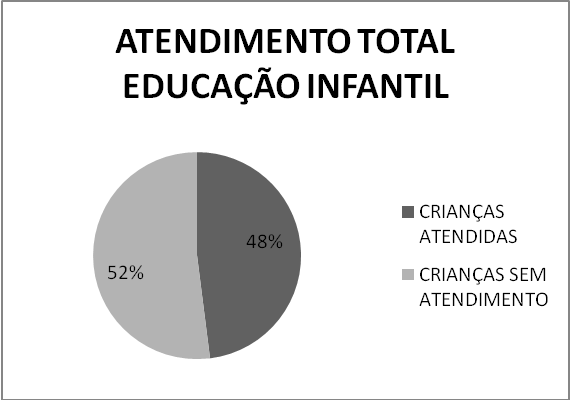 ATENDIMENTO TOTAL
EDUCAÇÃO INFANTIL
48%
52%
CRIANÇAS
ATENDIDAS
CRIANÇAS SEM
ATENDIMENTO